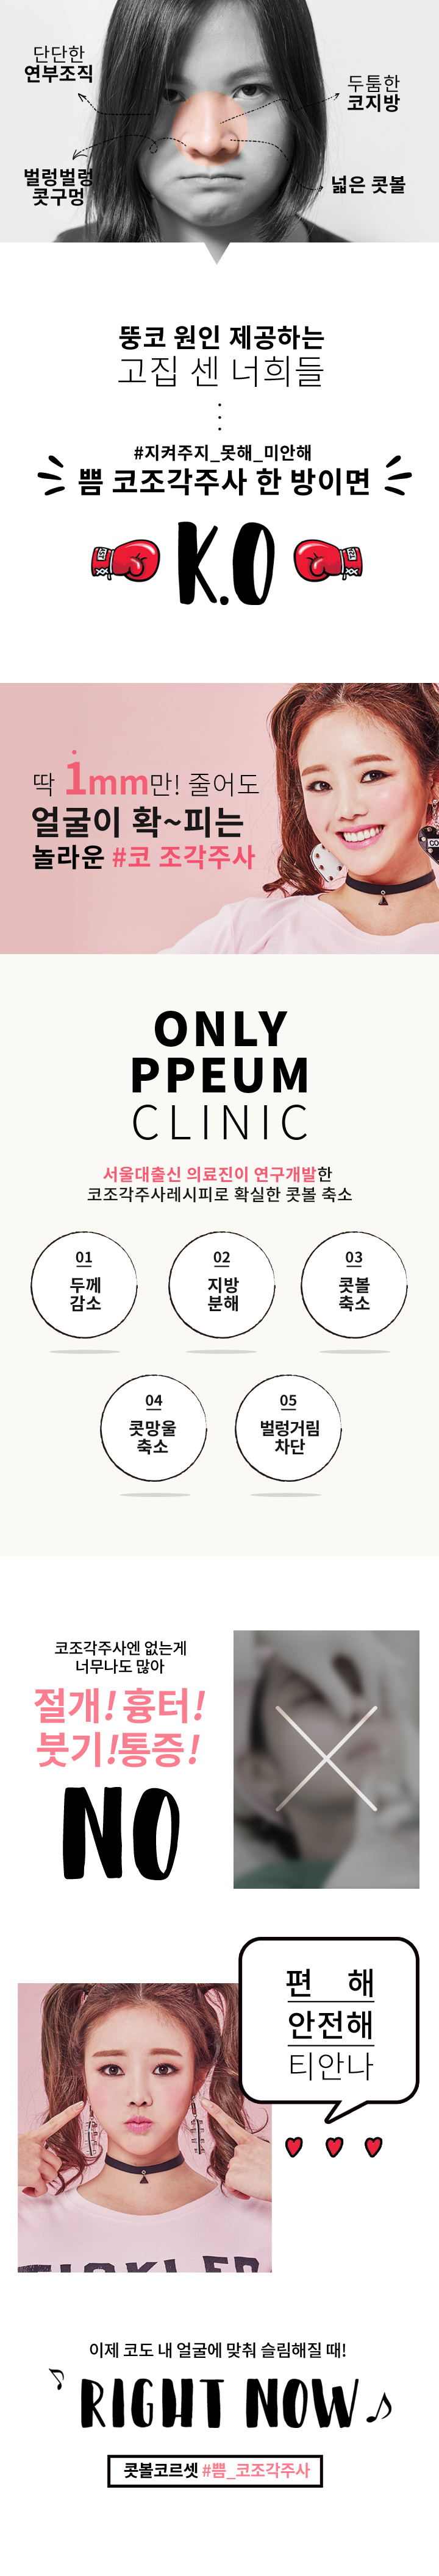 단단한
연부조직
두툼한
코지방
벌렁벌렁
콧구멍
넓은 콧볼
뚱코 원인 제공하는
고집 센 너희들
#지켜주지_못해_미안해
쁨 코조각주사 한 방이면
K.O
딱 1mm만! 줄어도
얼굴이 확~피는
놀라운 #코 조각주사
ONLY
PPEUM
CLINIC
서울대출신 의료진이 연구개발한
코조각주사레시피로 확실한 콧볼 축소
01
두께
감소
02
지방
분해
03
콧볼
축소
04
콧망울
축소
05
벌렁거림
차단
코조각주사엔 없는게
너무나도 많아
절개! 흉터!
붓기!통증!
NO
편 해
안전해
티안나
이제 코도 내 얼굴에 맞춰 슬림해질 때!
RIGHT NOW
콧볼코르셋 #쁨_코조각주사